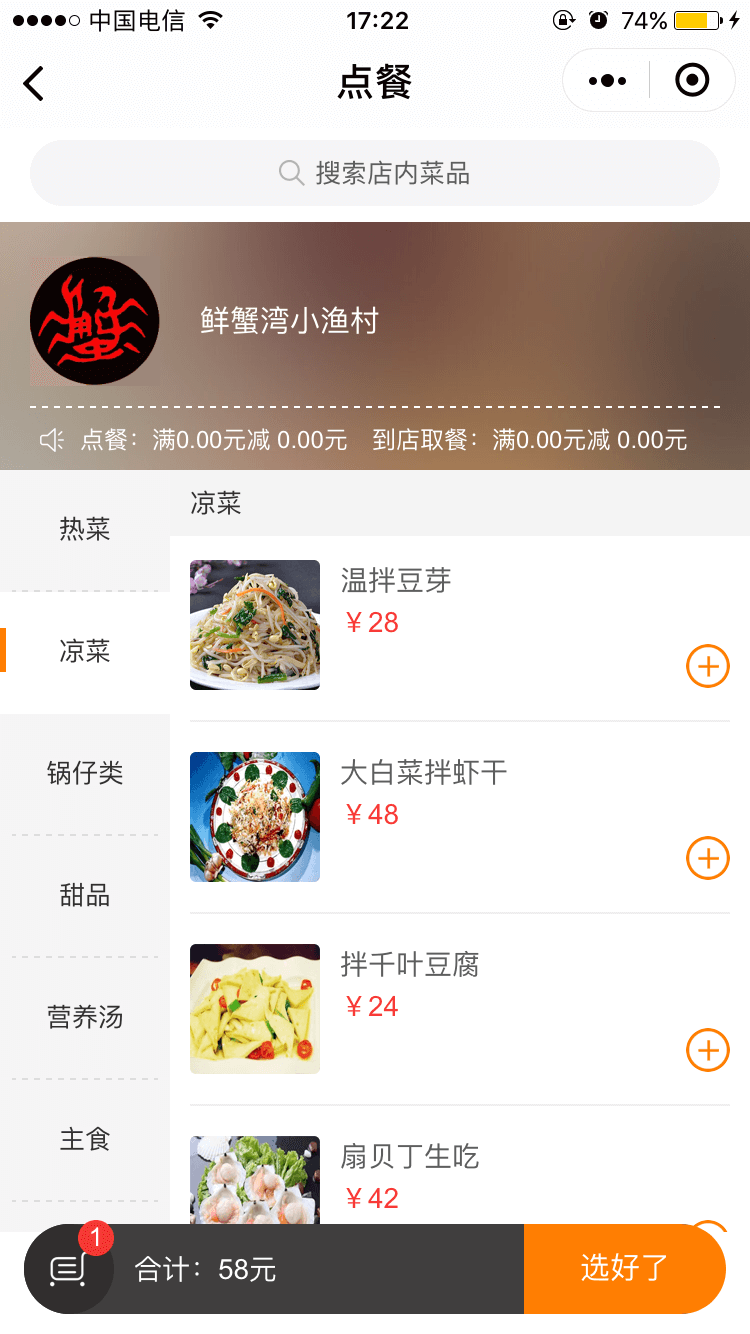 中国电信 17:22 74%
点餐
搜索店内菜品
蟹
鲜蟹湾小渔村
点餐：满0.00元减 0.00元 到店取餐：满0.00元减 0.00元
热菜
凉菜
锅仔类
甜品
营养汤
主食
凉菜
温拌豆芽
￥28
大白菜拌虾干
￥48
拌千叶豆腐
￥24
扇贝丁生吃
￥42
1
合计：58元
选好了